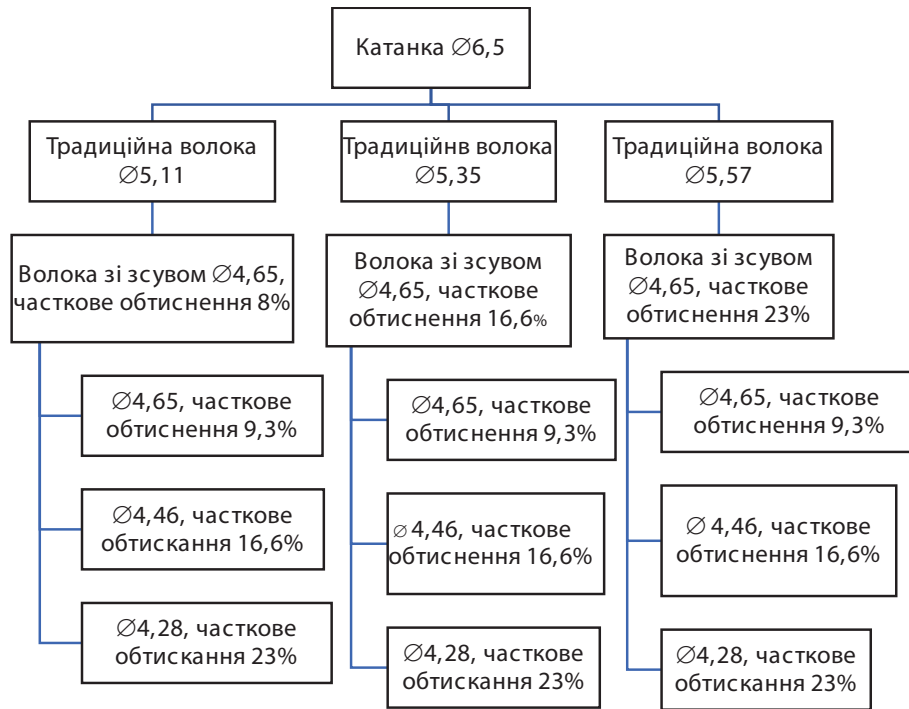 Катанка ∅6,5
Традиційна волока
∅5,11
Традиційнв волока
∅5,35
Традиційна волока
∅5,57
Волока зі зсувом ∅4,65,
часткове обтиснення 8%
Волока зі зсувом
∅4,65, часткове
обтиснення 16,6%
Волока зі зсувом
∅4,65, часткове
обтиснення 23%
∅4,65, часткове
обтиснення 9,3%
∅4,46, часткове
обтискання 16,6%
∅4,28, часткове
обтискання 23%
∅4,65, часткове
обтиснення 9,3%
∅ 4,46, часткове
обтиснення 16,6%
∅4,28, часткове
обтискання 23%
∅4,65, часткове
обтиснення 9,3%
∅ 4,46, часткове
обтиснення 16,6%
∅4,28, часткове
обтискання 23%